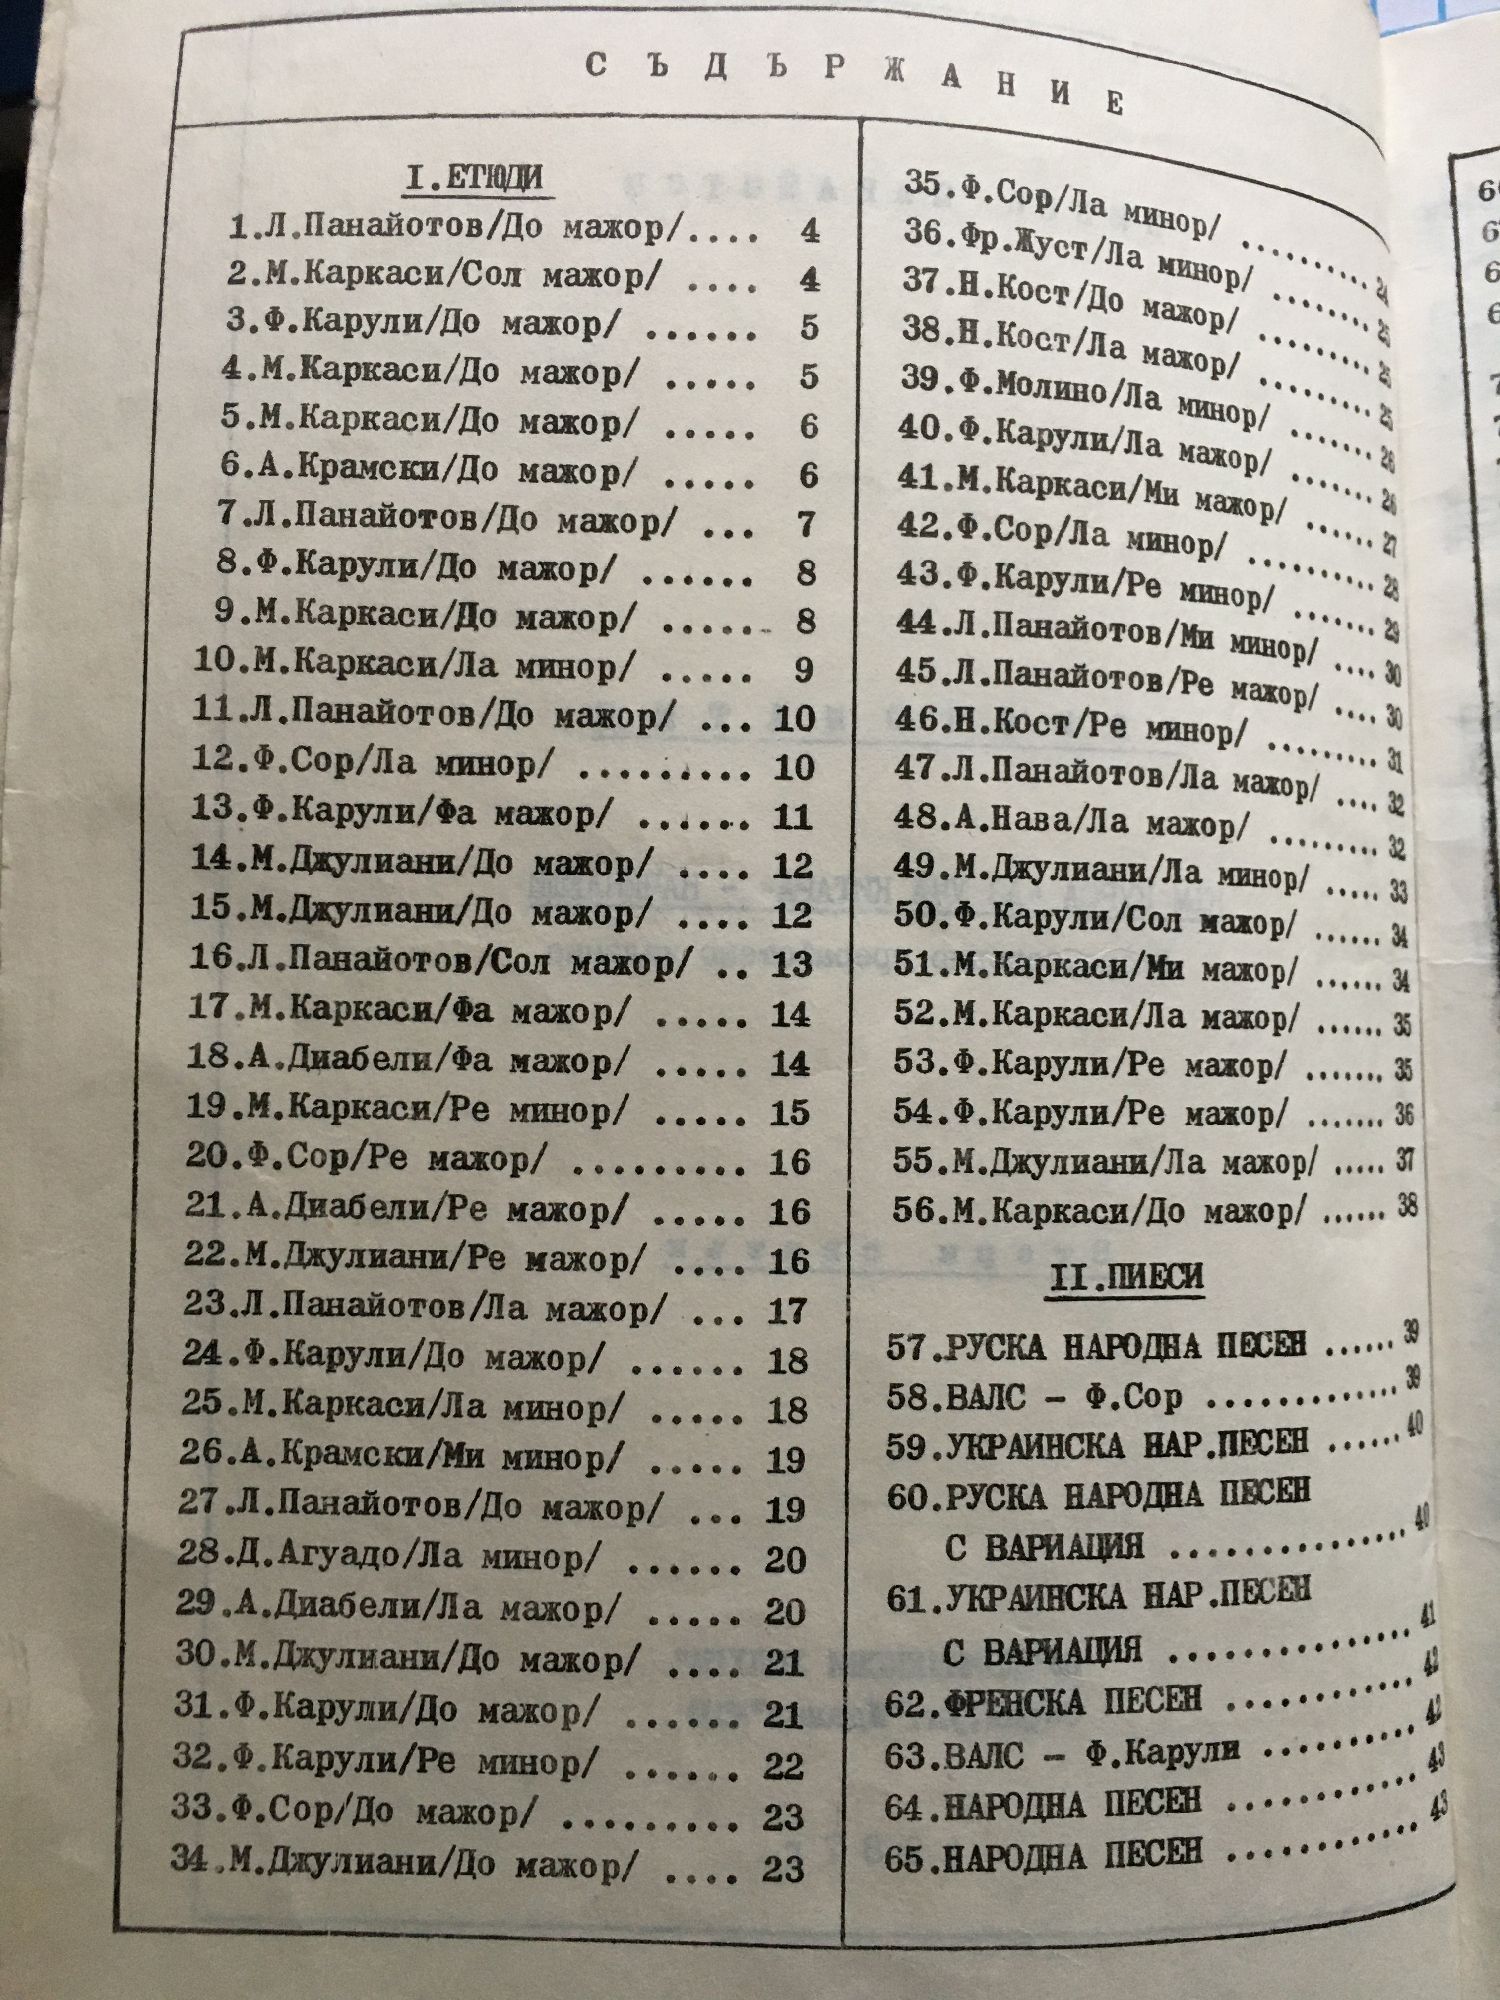 СЪДЪРЖАНИЕ
I.ЕТЮДИ
1.Л.Панайотов/До мажор/.... 4
2.М.Каркаси/Сол мажор/ .... 4
3.Ф.Карули/До мажор/ ...... 5
4.М.Каркаси/До мажор/ ..... 5
5.М.Каркаси/До мажор/ ..... 6
6.А.Крамски/До мажор/ ..... 6
7.Л.Панайотов/До мажор/ ... 7
8.Ф.Карули/До мажор/ ...... 8
9.М.Каркаси/До мажор/ ..... 8
10.М.Каркаси/Ла минор/ ..... 9
11.Л.Панайотов/До мажор/ ... 10
12.Ф.Сор/Ла минор/ ......... 10
13.Ф.Карули/Фа мажор/ ...... 11
14.М.Джулиани/До мажор/ .... 12
15.М.Джулиани/До мажор/ .... 12
16.Л.Панайотов/Сол мажор/ .. 13
17.М.Каркаси/Фа мажор/ ..... 14
18.А.Диабели/Фа мажор/ ..... 14
19.М.Каркаси/Ре минор/ ..... 15
20.Ф.Сор/Ре мажор/ ......... 16
21.А.Диабели/Ре мажор/ ..... 16
22.М.Джулиани/Ре мажор/ .... 16
23.Л.Панайотов/Ла мажор/ ... 17
24.Ф.Карули/До мажор/ ...... 18
25.М.Каркаси/Ла минор/ ..... 18
26.А.Крамски/Ми минор/ ..... 19
27.Л.Панайотов/До мажор/ ... 19
28.Д.Агуадо/Ла минор/ ...... 20
29.А.Диабели/Ла мажор/ ..... 20
30.М.Джулиани/До мажор/ .... 21
31.Ф.Карули/До мажор/ ...... 21
32.Ф.Карули/Ре минор/ ...... 22
33.Ф.Сор/До мажор/ ......... 23
34.М.Джулиани/До мажор/ .... 23
35.Ф.Сор/Ла минор/ ......... 24
36.Фр.Жуст/Ла минор/ ........ 25
37.Н.Кост/До мажор/ ......... 25
38.Н.Кост/Ла мажор/ ......... 25
39.Ф.Молино/Ла минор/ ....... 26
40.Ф.Карули/Ла мажор/ ....... 26
41.М.Каркаси/Ми мажор/ ...... 27
42.Ф.Сор/Ла минор/ .......... 28
43.Ф.Карули/Ре минор/ ....... 29
44.Л.Панайотов/Ми минор/ .... 30
45.Л.Панайотов/Ре мажор/ .... 30
46.Н.Кост/Ре минор/ ......... 31
47.Л.Панайотов/Ла мажор/ .... 32
48.А.Нава/Ла мажор/ ......... 32
49.М.Джулиани/Ла минор/ ..... 33
50.Ф.Карули/Сол мажор/ ...... 34
51.М.Каркаси/Ми мажор/ ...... 34
52.М.Каркаси/Ла мажор/ ...... 35
53.Ф.Карули/Ре мажор/ ....... 35
54.Ф.Карули/Ре мажор/ ....... 36
55.М.Джулиани/Ла мажор/ ..... 37
56.М.Каркаси/До мажор/ ...... 38
II.ПИЕСИ
57.РУСКА НАРОДНА ПЕСЕН ...... 39
58.ВАЛС - Ф.Сор ............. 39
59.УКРАИНСКА НАР.ПЕСЕН ...... 40
60.РУСКА НАРОДНА ПЕСЕН
С ВАРИАЦИЯ ............... 40
61.УКРАИНСКА НАР.ПЕСЕН
С ВАРИАЦИЯ ............... 41
62.ФРЕНСКА ПЕСЕН ............ 42
63.ВАЛС - Ф.Карули .......... 42
64.НАРОДНА ПЕСЕН ............ 43
65.НАРОДНА ПЕСЕН ............ 43